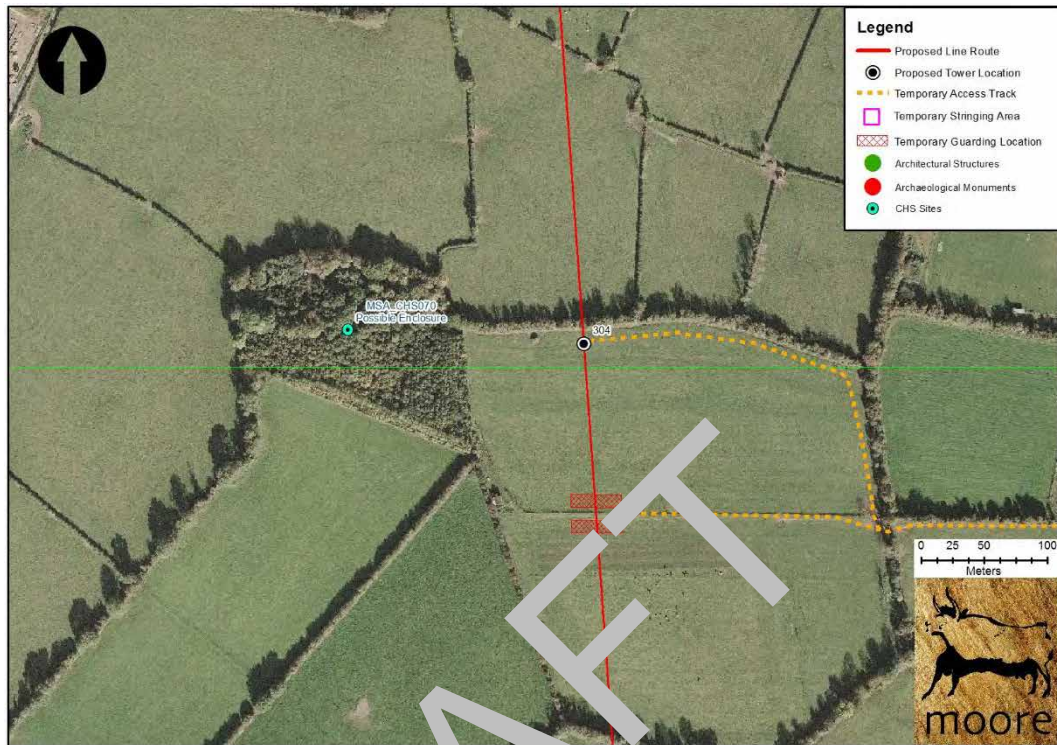 Legend
Proposed Line Route
Proposed Tower Location
Temporary Access Track
Temporary Stringing Area
Temporary Guarding Location
Architectural Structures
Archaeological Monuments
CHS Sites
MSA_CHS070
Possible Enclosure
304
AFT
0 25 50 100
Meters
moore